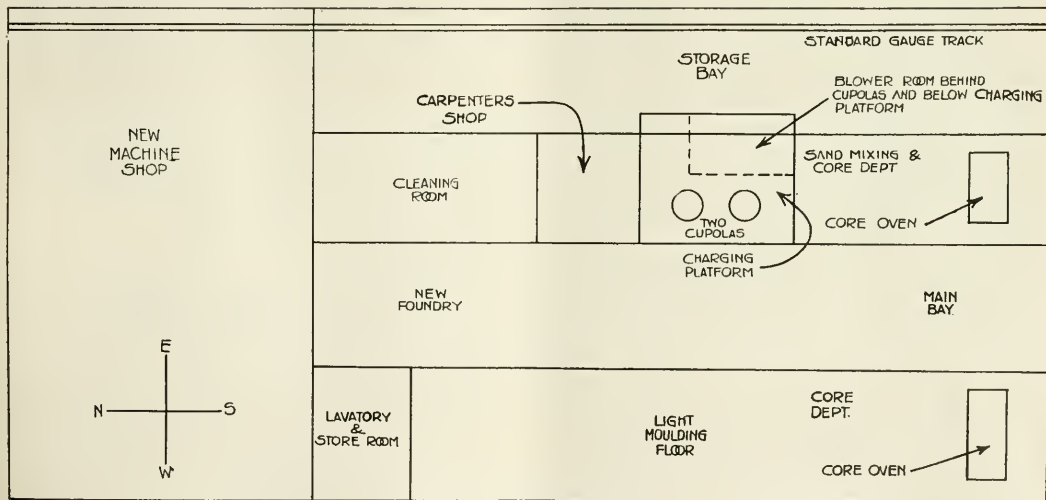 STANDARD GAUGE TRACK
STORAGE
BAY
BLOWER ROOM BEHIND
CUPOLAS AND BELOW CHARGING
PLATFORM
CARPENTERS
SHOP
NEW
MACHINE
SHOP
CLEANING
ROOM
SAND MIXING &
CORE DEPT
TWO
CUPOLAS
CORE OVEN
CHARGING
PLATFORM
NEW
FOUNDRY
MAIN
BAY.
E
N
S
W
LAVATORY
&
STORE ROOM
LIGHT
MOULDING
FLOOR
CORE
DEPT.
CORE OVEN